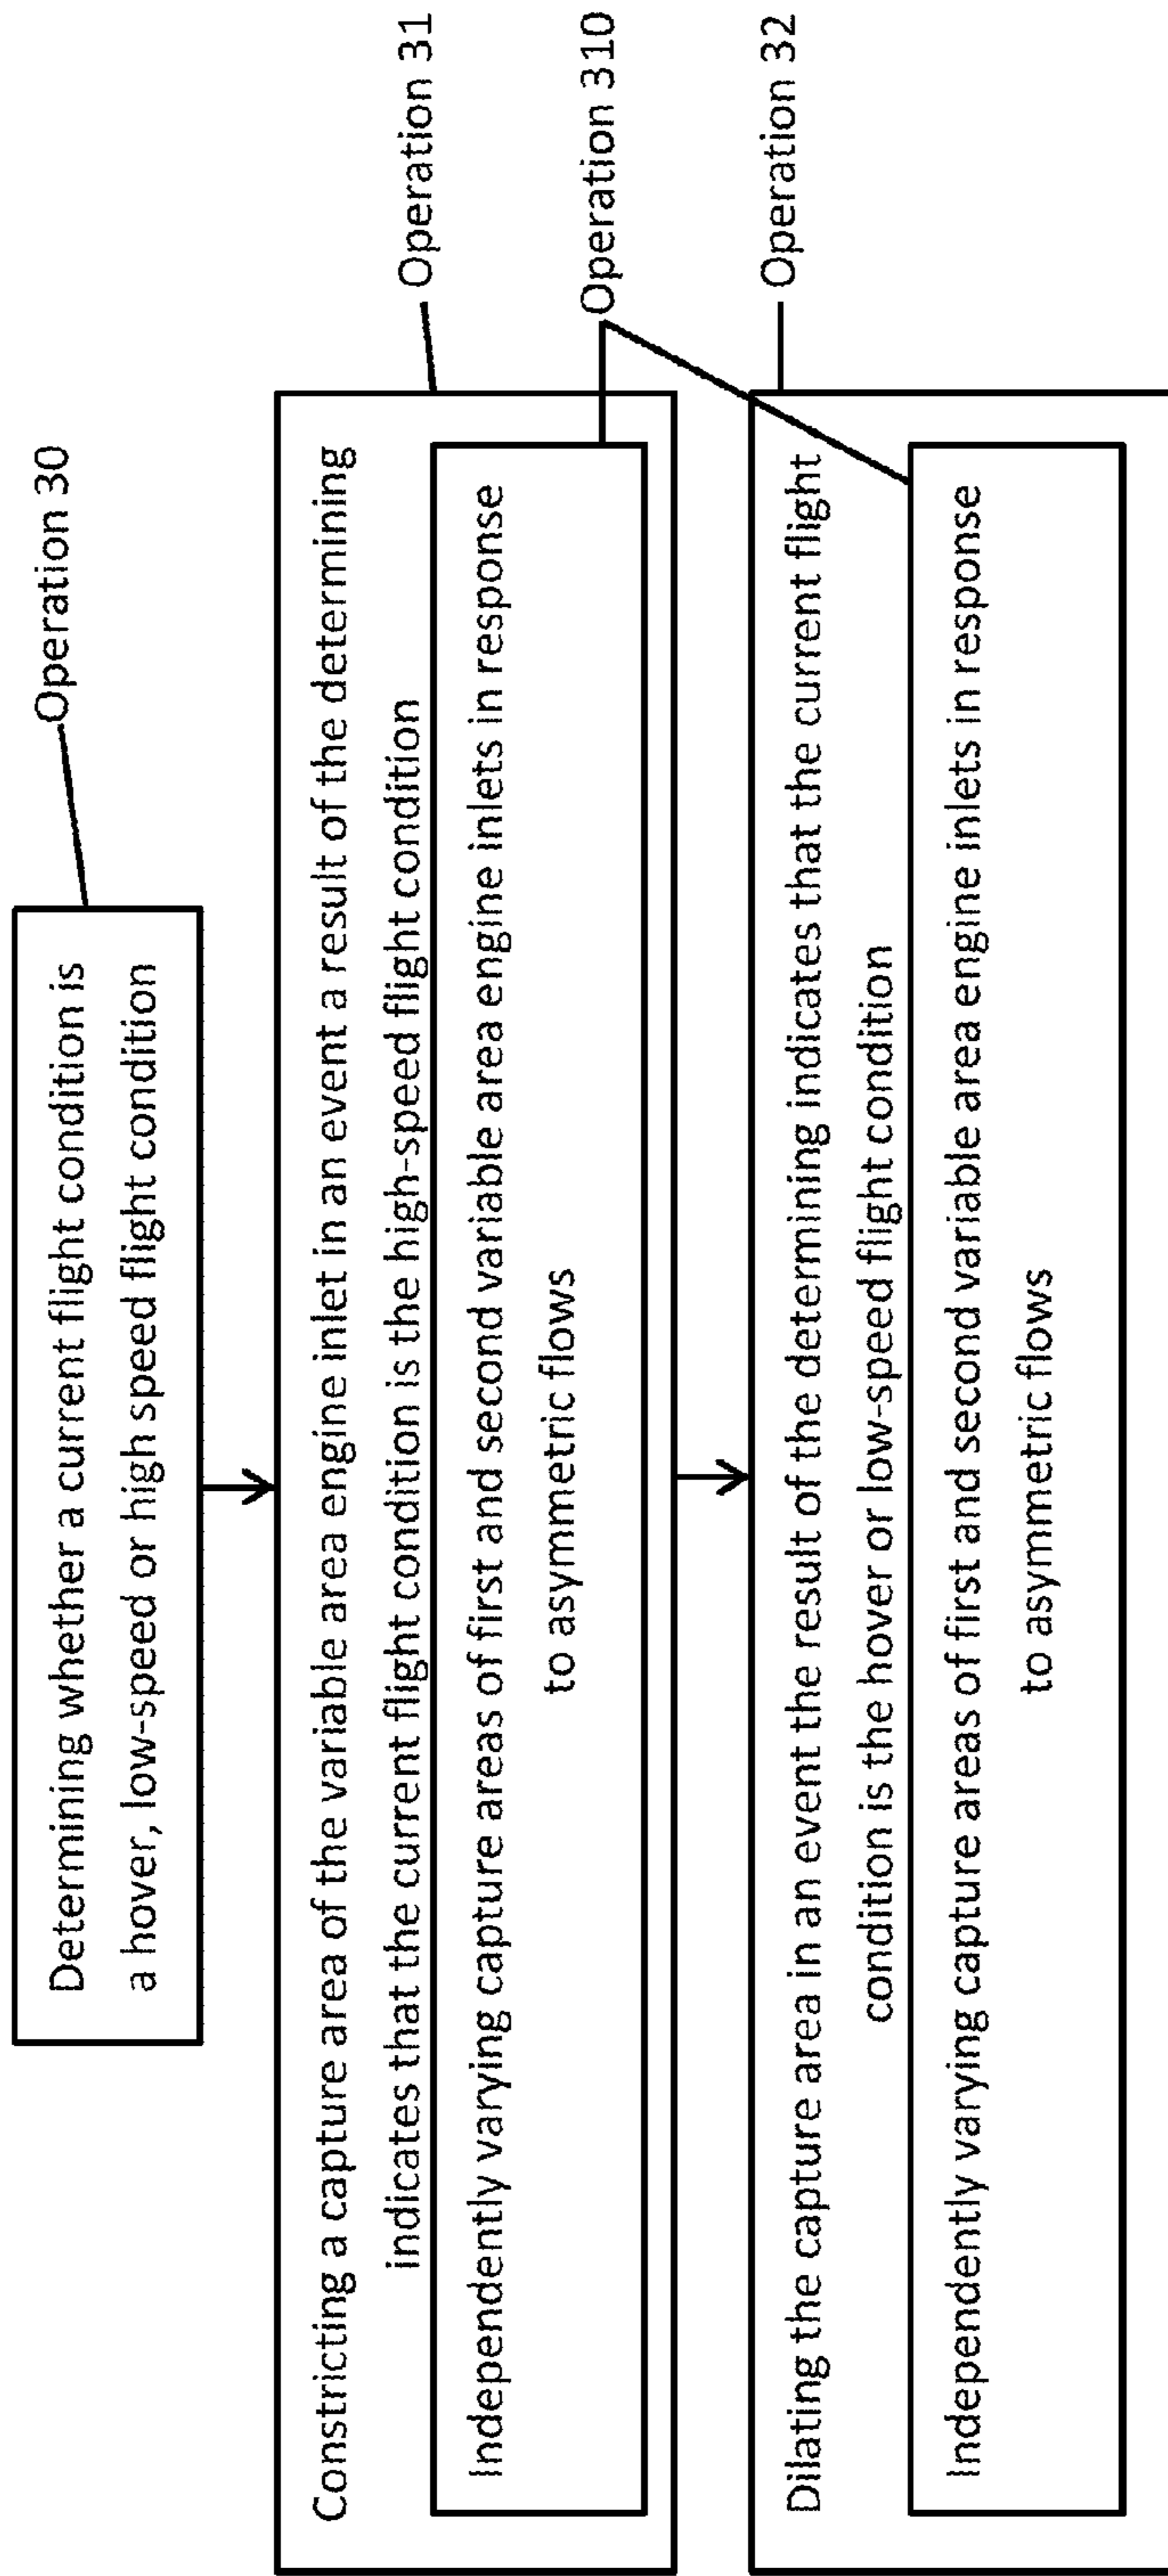 Operation 30
Determining whether a current flight condition is
a hover, low-speed or high speed flight condition
Operation 31
Constricting a capture area of the variable area engine inlet in an event a result of the determining
indicates that the current flight condition is the high-speed flight condition
Operation 310
Independently varying capture areas of first and second variable area engine inlets in response
to asymmetric flows
Operation 32
Dilating the capture area in an event the result of the determining indicates that the current flight
condition is the hover or low-speed flight condition
Independently varying capture areas of first and second variable area engine inlets in response
to asymmetric flows